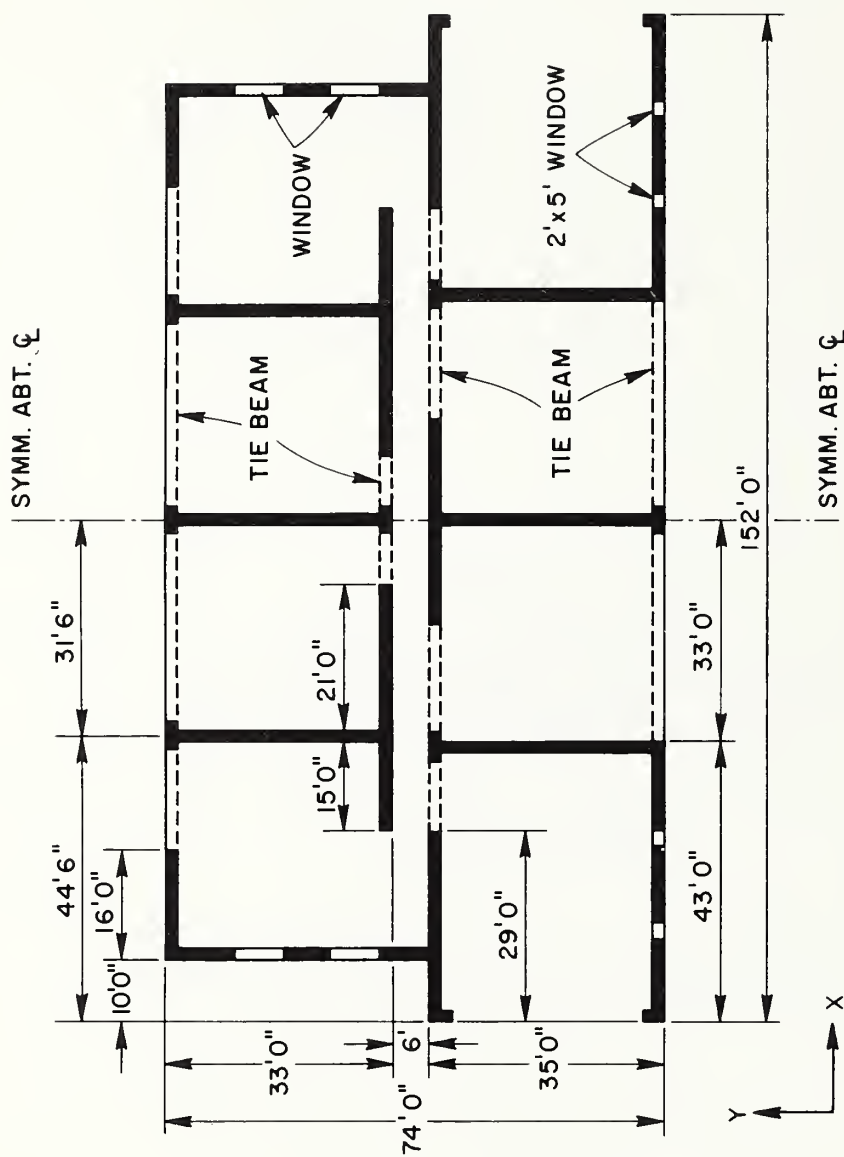 SYMM. ABT. ℄
SYMM. ABT. ℄
31'6"
44'6"
16'0"
10'0"
33'0"
6'
35'0"
74'0"
21'0"
15'0"
29'0"
TIE BEAM
WINDOW
TIE BEAM
2'x5' WINDOW
33'0"
43'0"
152'0"
Y
X